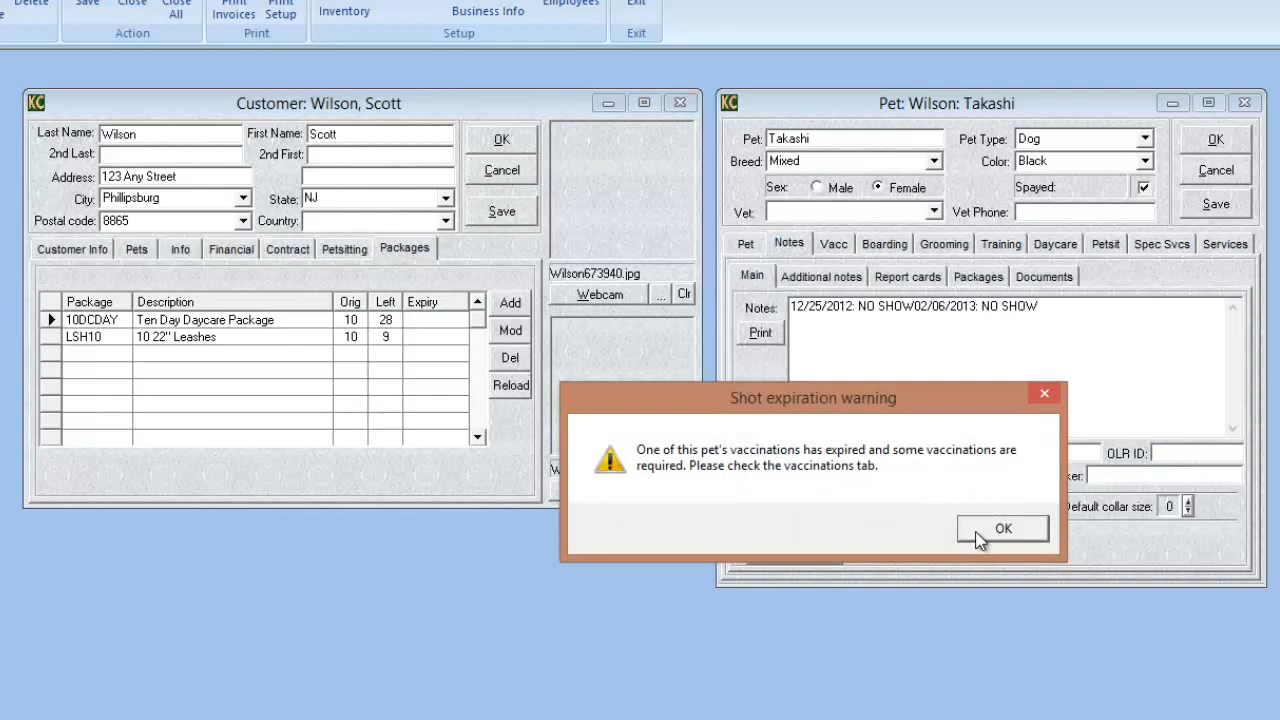 Delete Save Close Close All Print Invoices Print Setup Inventory Business Info Employees Exit
Action Print Setup Exit
KC Customer: Wilson, Scott
Last Name: Wilson First Name: Scott OK
2nd Last: 2nd First:
Address: 123 Any Street Cancel
City: Phillipsburg State: NJ
Postal code: 8865 Country: Save
Customer Info Pets Info Financial Contract Petsitting Packages
Package Description Orig Left Expiry Add
10DCDAY Ten Day Daycare Package 10 28
LSH10 10 22" Leashes 10 9 Mod
Del
Reload
Wilson673940.jpg
Webcam ... Clr
KC Pet: Wilson: Takashi
Pet: Takashi Pet Type: Dog OK
Breed: Mixed Color: Black Cancel
Sex: Male Female Spayed:
Vet: Vet Phone: Save
Pet Notes Vacc Boarding Grooming Training Daycare Petsit Spec Svcs Services
Main Additional notes Report cards Packages Documents
Notes: 12/25/2012: NO SHOW02/06/2013: NO SHOW
Print
OLR ID:
ker:
Default collar size: 0
Shot expiration warning
One of this pet's vaccinations has expired and some vaccinations are
required. Please check the vaccinations tab.
OK